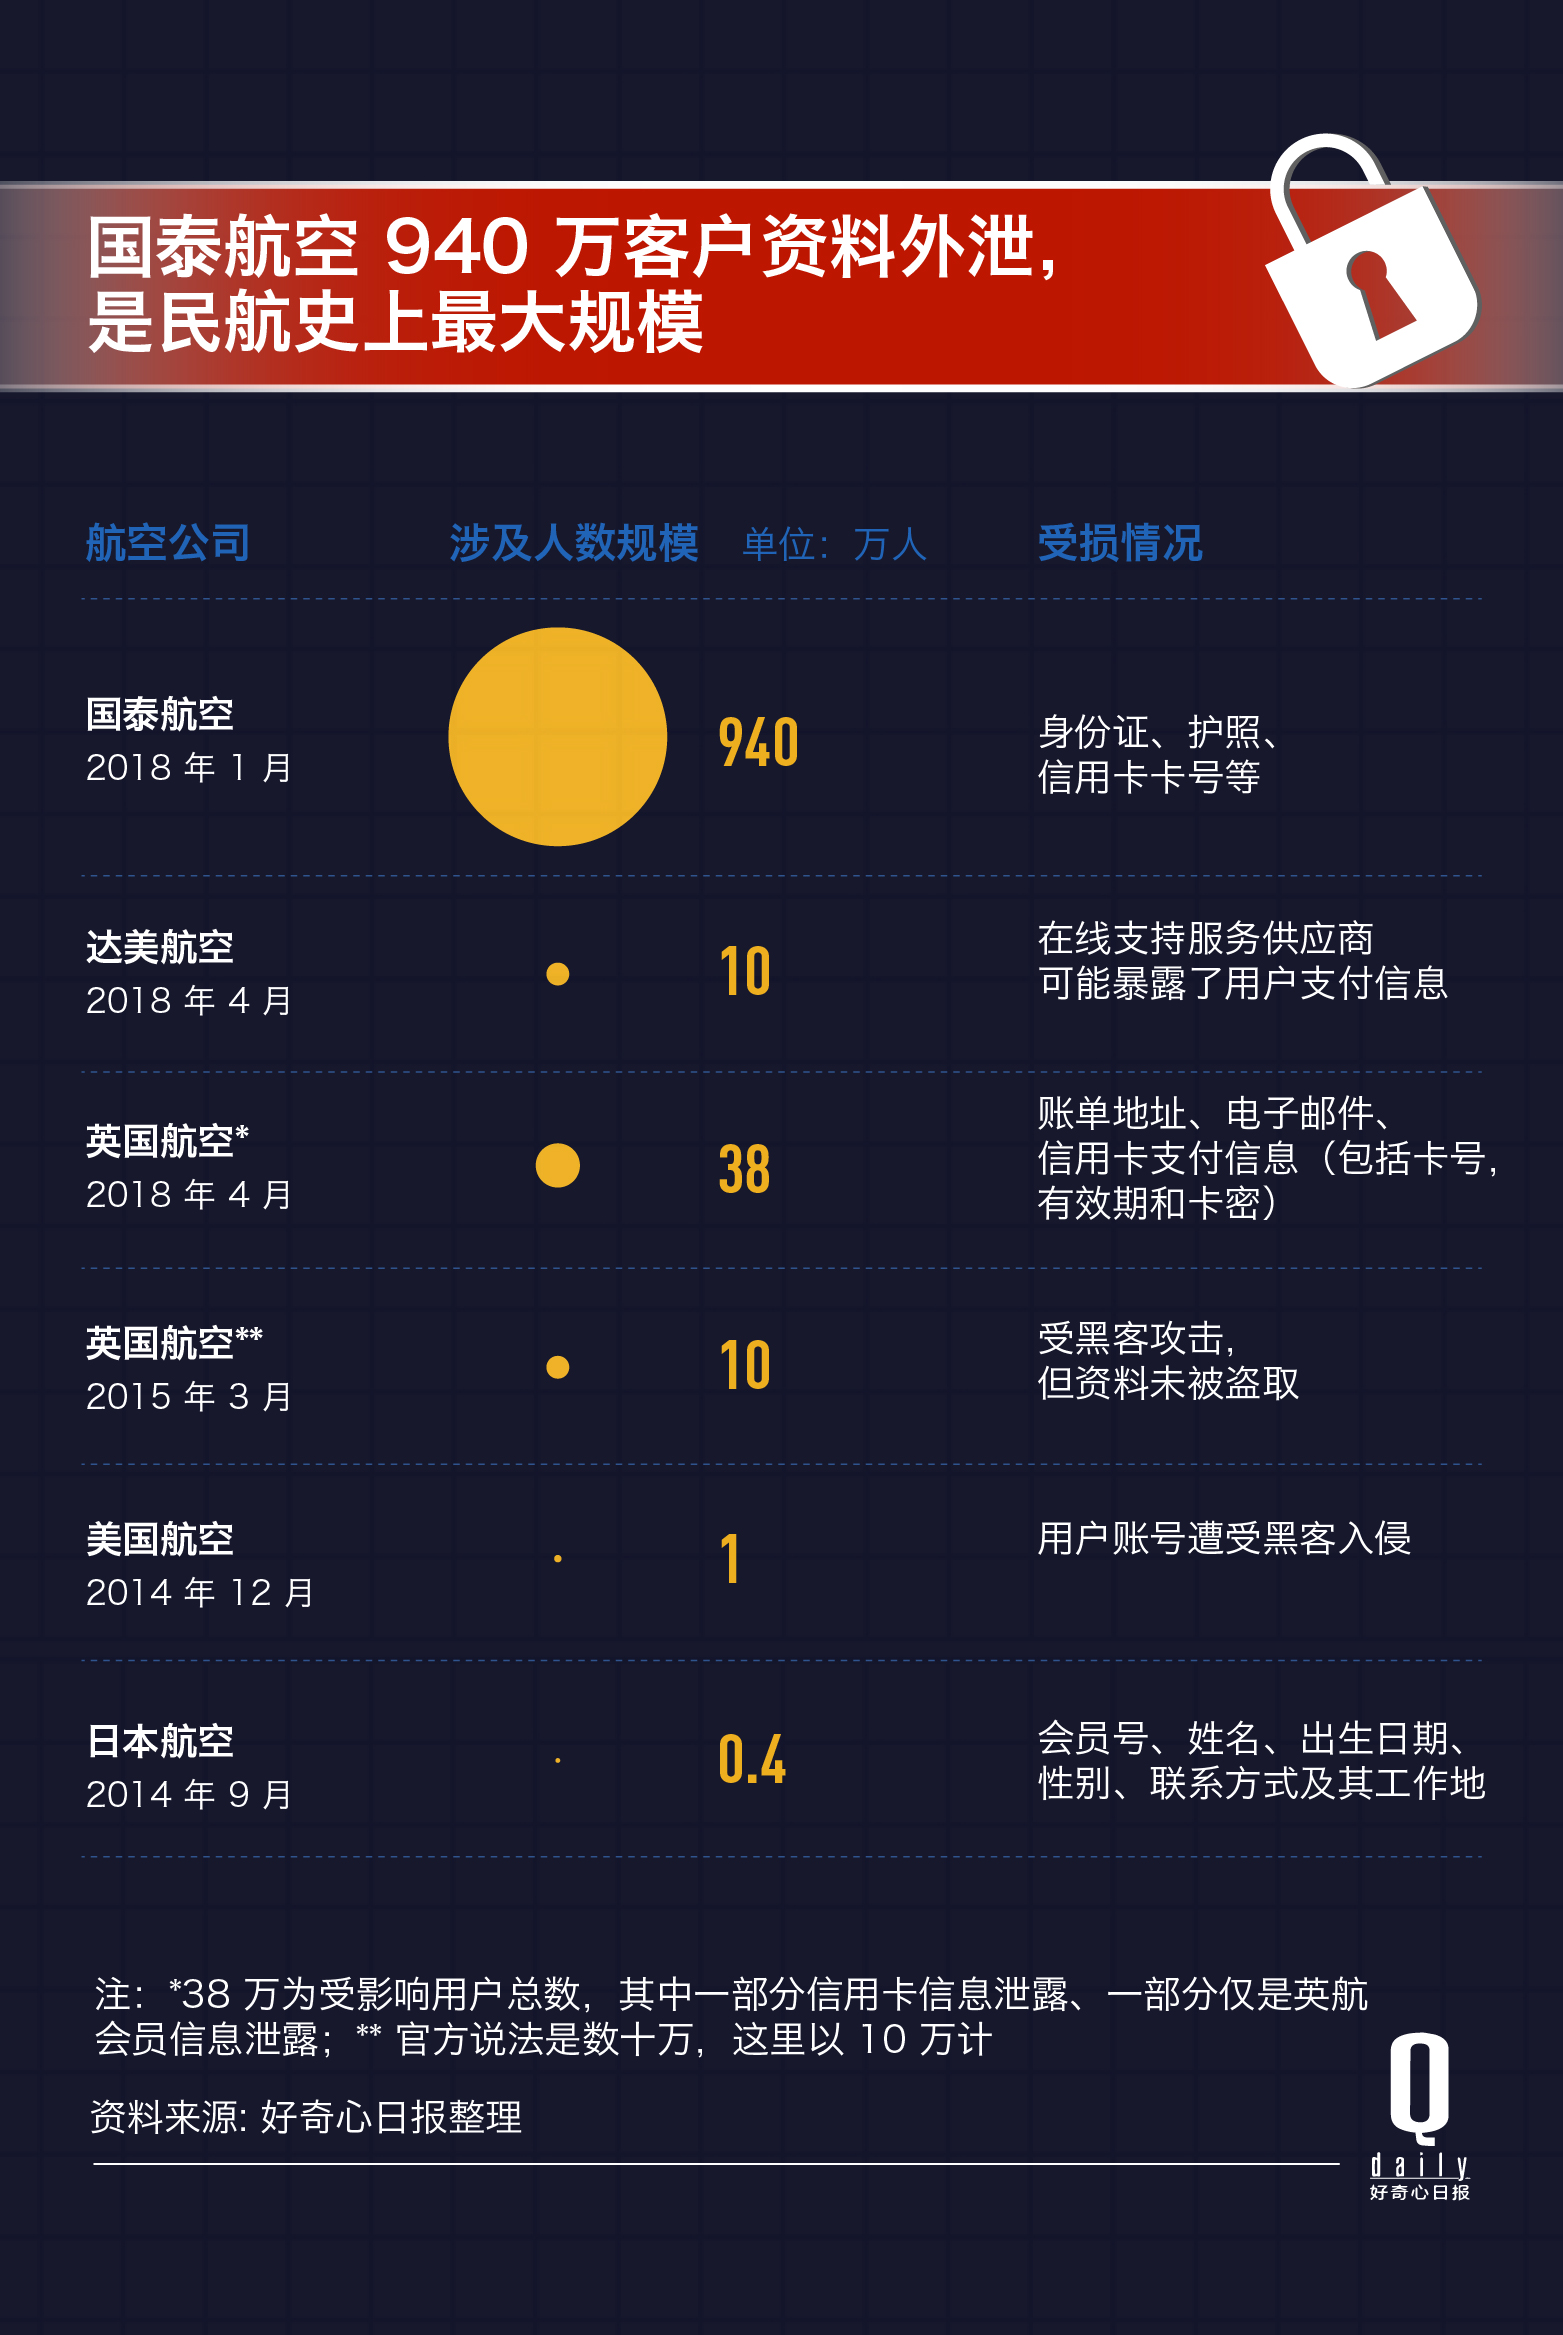 国泰航空 940 万客户资料外泄,
是民航史上最大规模
航空公司 涉及人数规模 单位：万人 受损情况
国泰航空
2018 年 1 月
940
身份证、护照、
信用卡卡号等
达美航空
2018 年 4 月
10
在线支持服务供应商
可能暴露了用户支付信息
英国航空*
2018 年 4 月
38
账单地址、电子邮件、
信用卡支付信息（包括卡号,
有效期和卡密）
英国航空**
2015 年 3 月
10
受黑客攻击,
但资料未被盗取
美国航空
2014 年 12 月
1
用户账号遭受黑客入侵
日本航空
2014 年 9 月
0.4
会员号、姓名、出生日期、
性别、联系方式及其工作地
注：*38 万为受影响用户总数，其中一部分信用卡信息泄露、一部分仅是英航
会员信息泄露；** 官方说法是数十万，这里以 10 万计
资料来源: 好奇心日报整理
Q
daily
好奇心日报